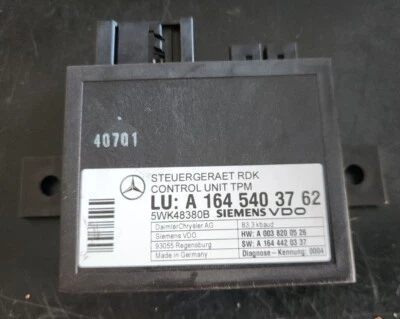 40701
STEUERGERAET RDK
CONTROL UNIT TPM
LU: A 164 540 37 62
5WK48380B SIEMENS VDO
DaimlerChrysler AG 83.3 kbaud
Siemens VDO HW: A 003 820 05 26
93055 Regensburg SW: A 164 442 03 37
Made in Germany Diagnose - Kennung: 0004